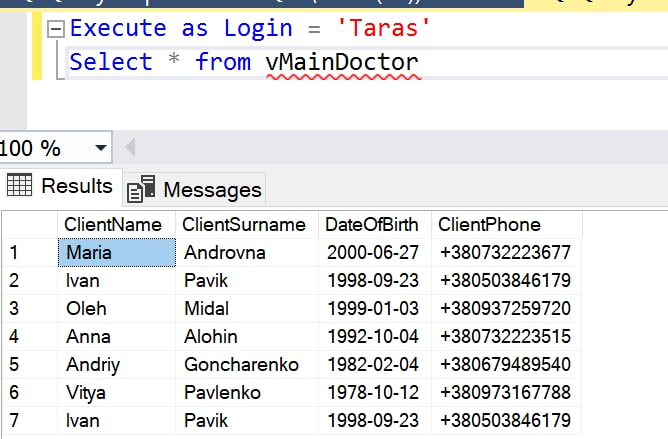 Execute as Login = 'Taras'
Select * from vMainDoctor
100 %
Results Messages
ClientName ClientSurname DateOfBirth ClientPhone
1 Maria Androvna 2000-06-27 +380732223677
2 Ivan Pavik 1998-09-23 +380503846179
3 Oleh Midal 1999-01-03 +380937259720
4 Anna Alohin 1992-10-04 +380732223515
5 Andriy Goncharenko 1982-02-04 +380679489540
6 Vitya Pavlenko 1978-10-12 +380973167788
7 Ivan Pavik 1998-09-23 +380503846179